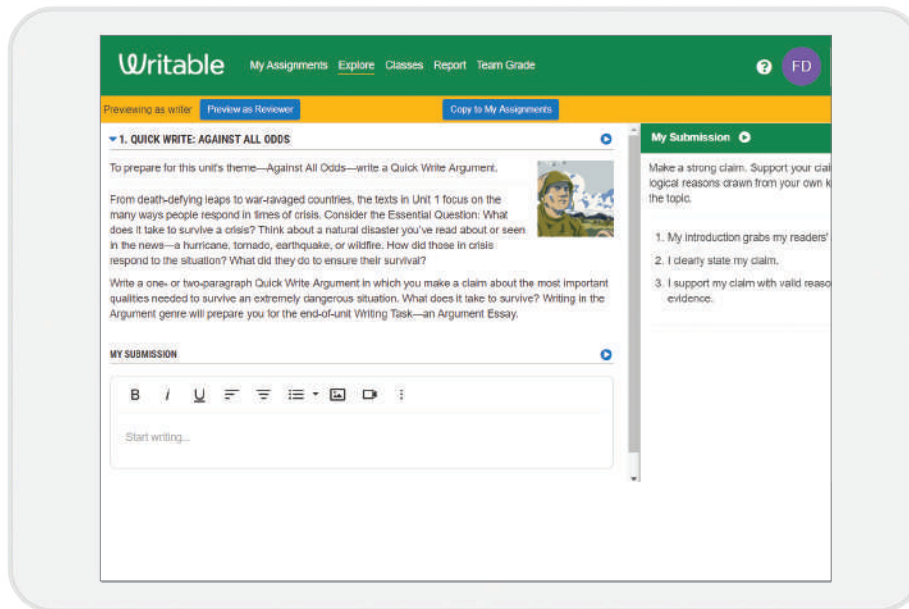 Writable
My Assignments Explore Classes Report Team Grade
? FD
Previewing as writer Preview as Reviewer Copy to My Assignments
1. QUICK WRITE: AGAINST ALL ODDS
To prepare for this unit's theme—Against All Odds—write a Quick Write Argument.
From death-defying leaps to war-ravaged countries, the texts in Unit 1 focus on the
many ways people respond in times of crisis. Consider the Essential Question: What
does it take to survive a crisis? Think about a natural disaster you've read about or seen
in the news—a hurricane, tornado, earthquake, or wildfire. How did those in crisis
respond to the situation? What did they do to ensure their survival?
Write a one- or two-paragraph Quick Write Argument in which you make a claim about the most important
qualities needed to survive an extremely dangerous situation. What does it take to survive? Writing in the
Argument genre will prepare you for the end-of-unit Writing Task—an Argument Essay.
MY SUBMISSION
B i U
Start writing...
My Submission
Make a strong claim. Support your clai
logical reasons drawn from your own k
the topic.
1. My introduction grabs my readers'
2. I clearly state my claim.
3. I support my claim with valid reaso
evidence.